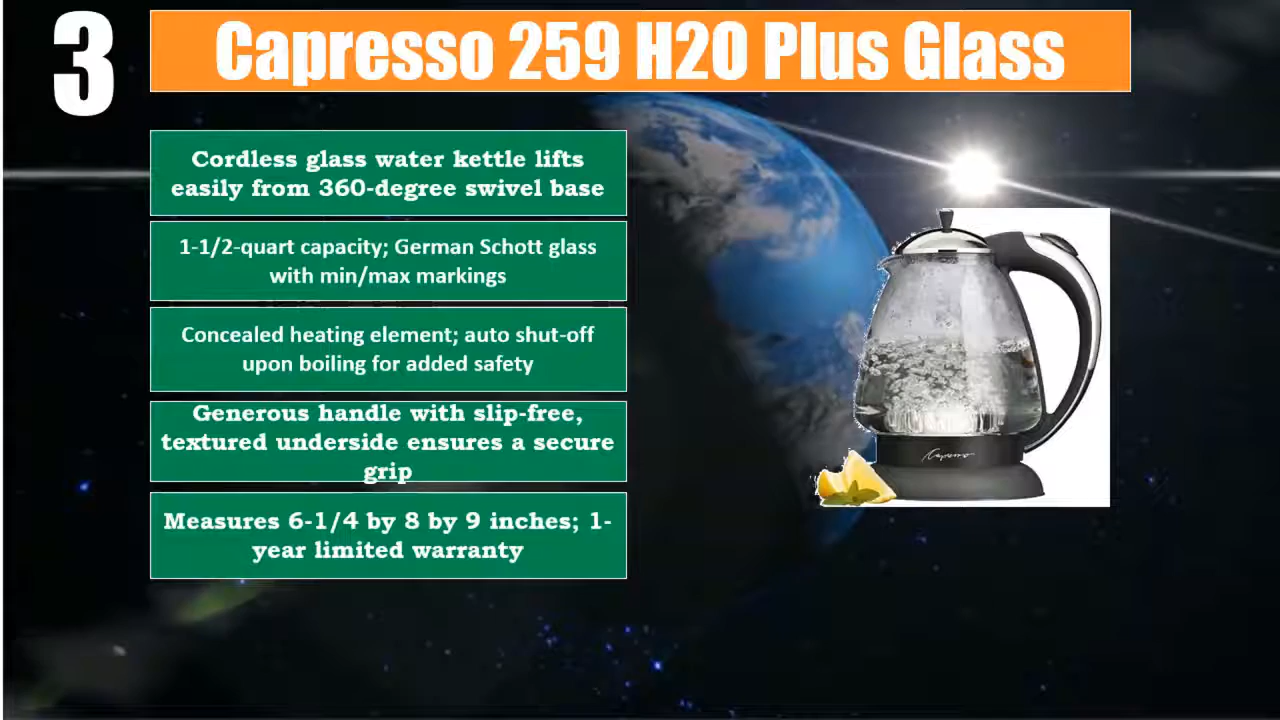 3
Capresso 259 H20 Plus Glass
Cordless glass water kettle lifts
easily from 360-degree swivel base
1-1/2-quart capacity; German Schott glass
with min/max markings
Concealed heating element; auto shut-off
upon boiling for added safety
Generous handle with slip-free,
textured underside ensures a secure
grip
Measures 6-1/4 by 8 by 9 inches; 1-
year limited warranty
Capresso